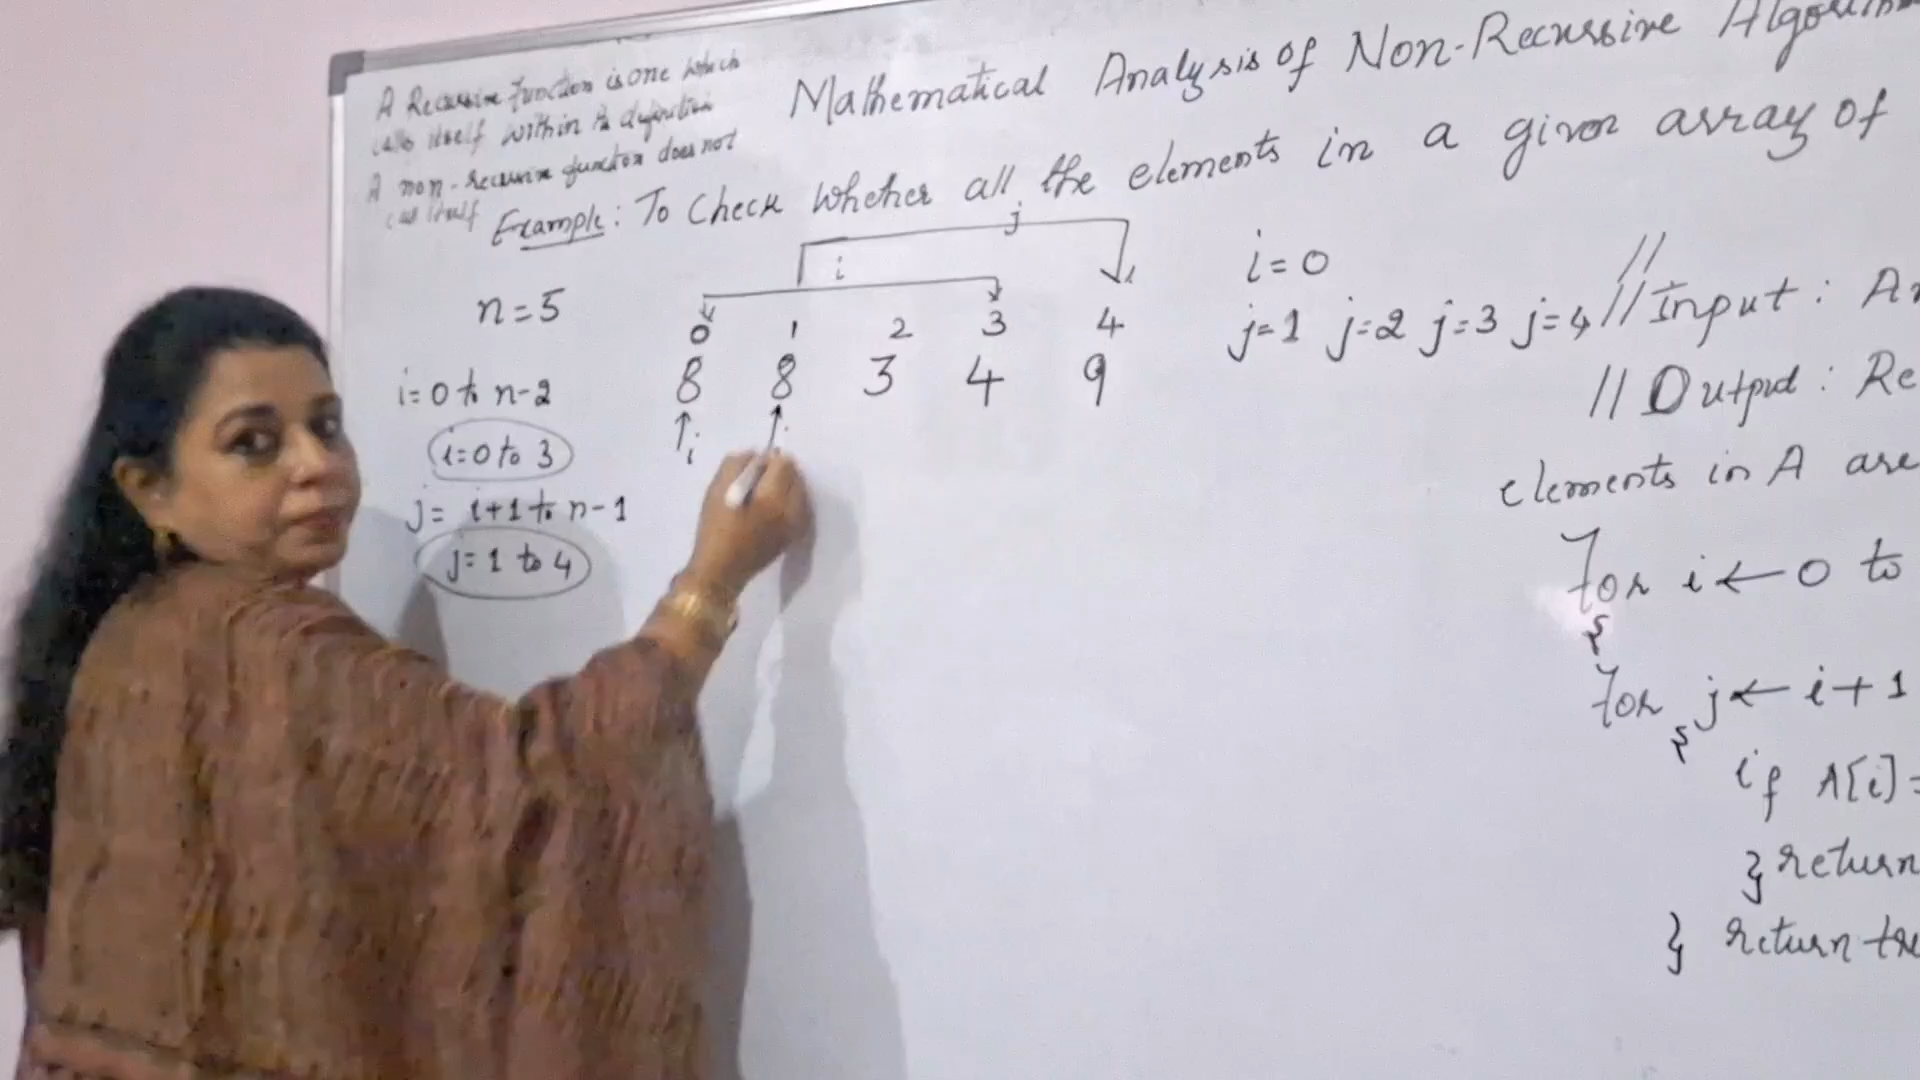 A Recursive function is one which
calls itself within its definition
A non-recursive function does not
call itself
Mathematical Analysis of Non-Recursive
Example: To Check Whether all the elements in a given array of
j
i
n=5
0 1 2 3 4
8 8 3 4 9
i
i=0 to n-2
i=0 to 3
j= i+1 to n-1
j=1 to 4
i=0
j=1 j=2 j=3 j=4
//
// Input: An
// Output: Re
elements in A are
For i←0 to
{
For j←i+1
{
if A[i]=
} return
} return tr